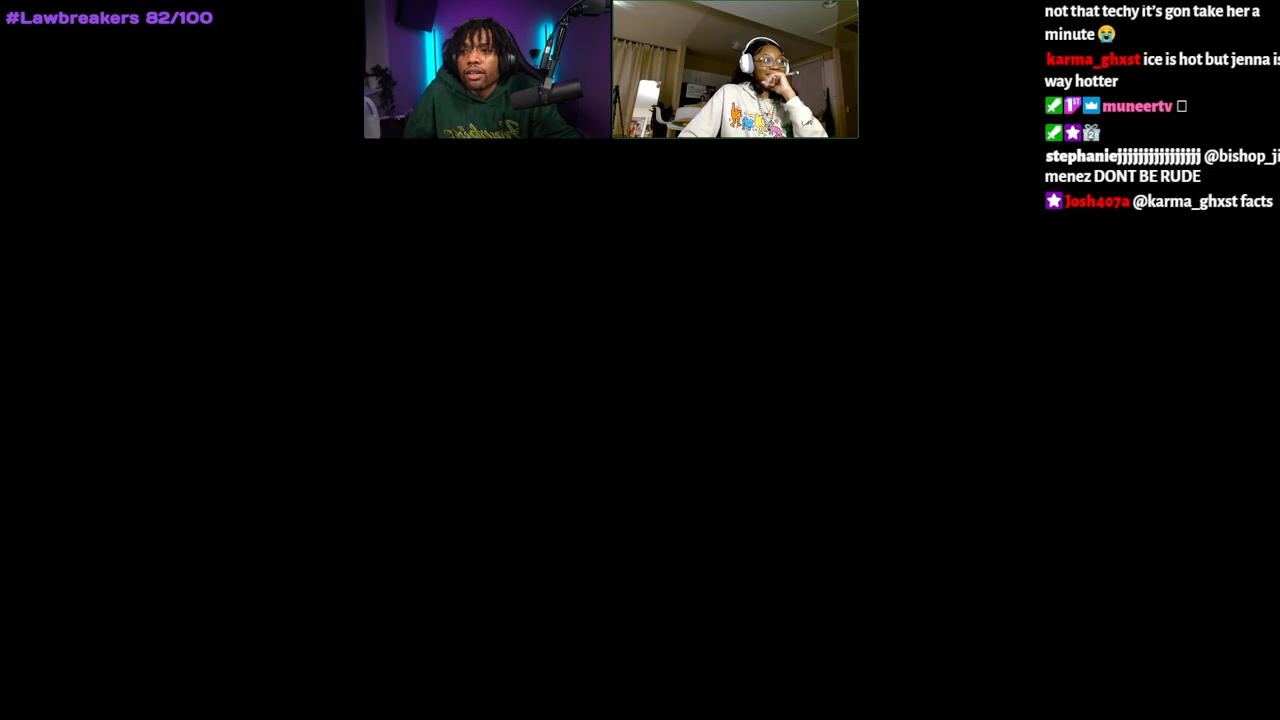 #Lawbreakers 82/100
not that techy it's gon take her a
minute 😭
karma_ghxst ice is hot but jenna is
way hotter
muneertv
stephaniejjjjjjjjjjjjjjjjj @bishop_ji
menez DONT BE RUDE
Josh407a @karma_ghxst facts